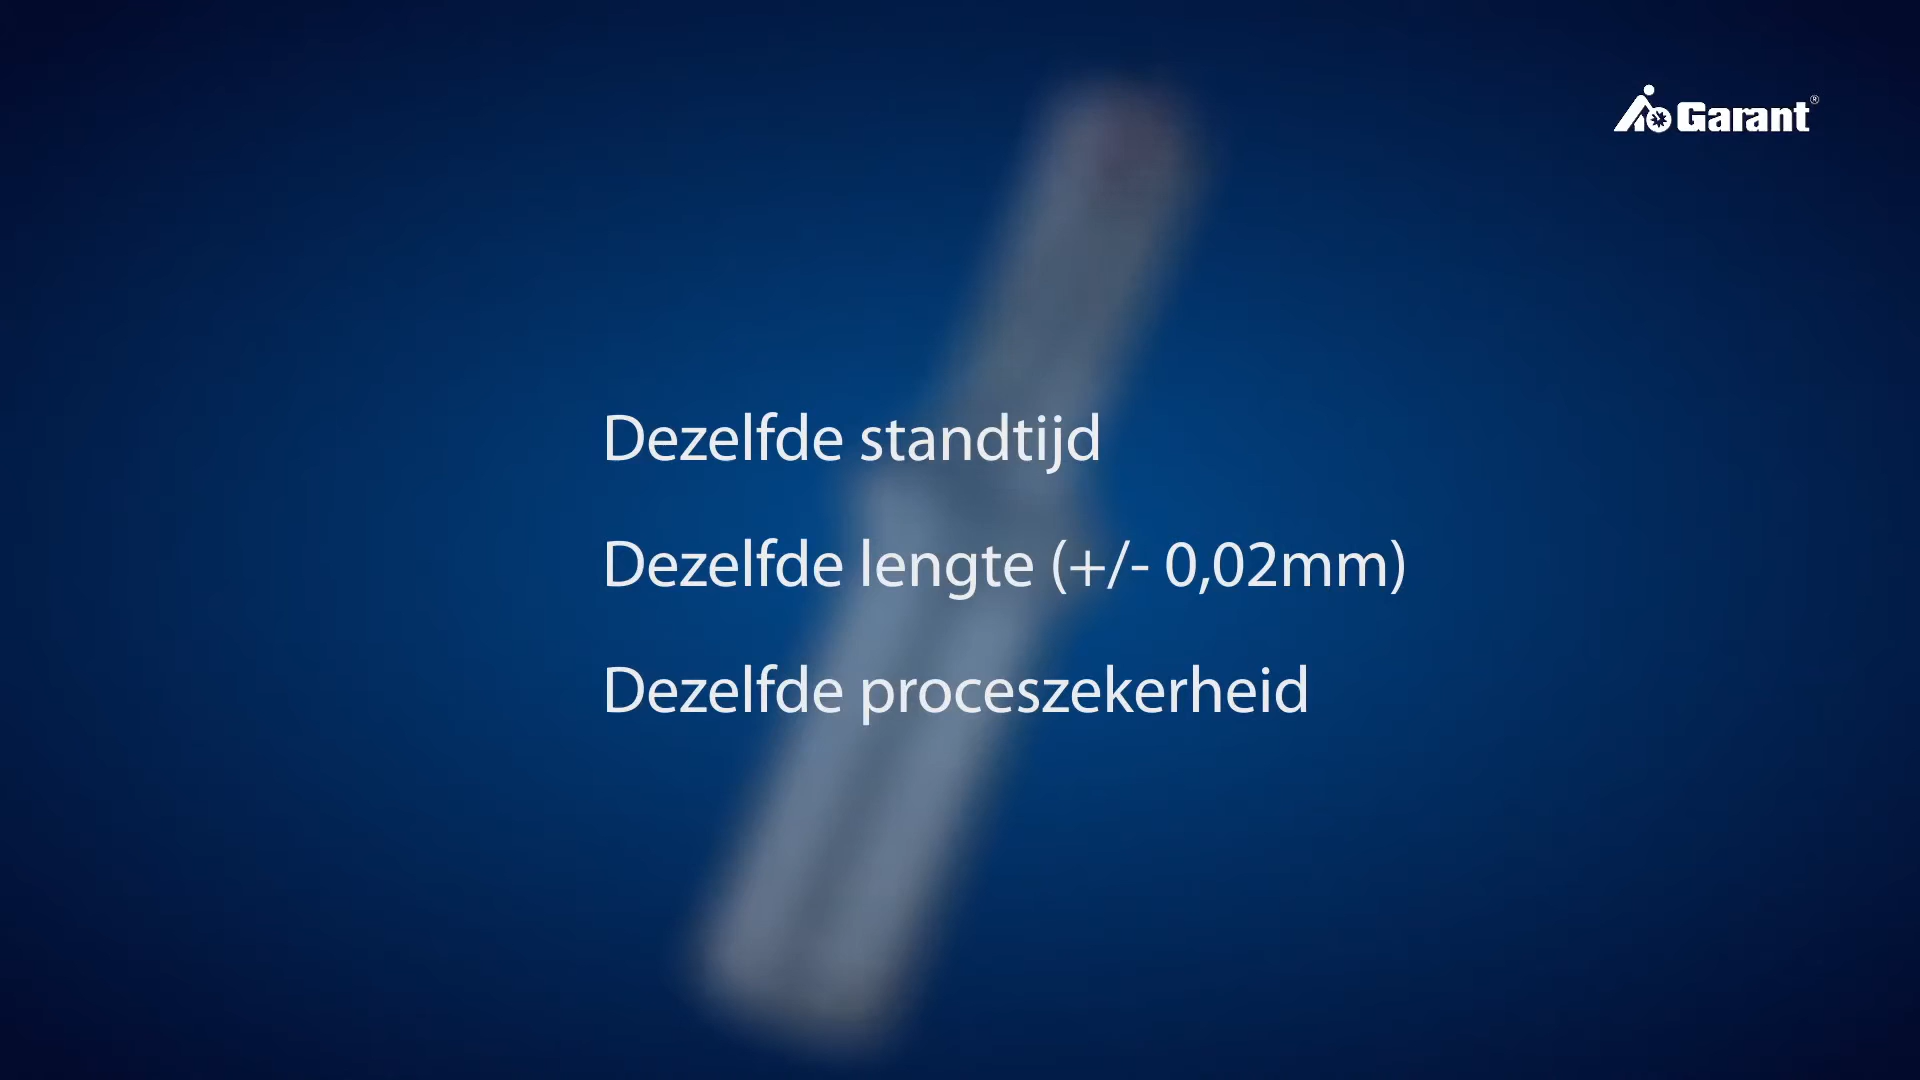 Garant®
Dezelfde standtijd
Dezelfde lengte (+/- 0,02mm)
Dezelfde proceszekerheid